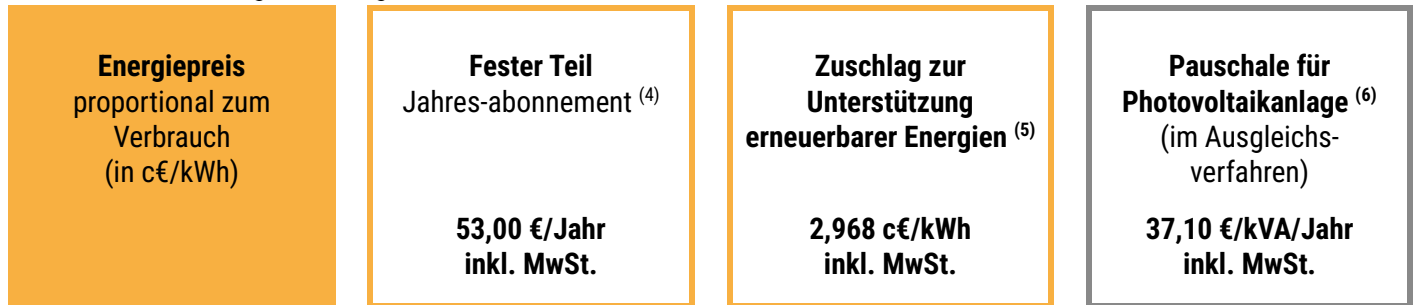 Energiepreis
proportional zum
Verbrauch
(in c€/kWh)
Fester Teil
Jahres-abonnement (4)
53,00 €/Jahr
inkl. MwSt.
Zuschlag zur
Unterstützung
erneuerbarer Energien (5)
2,968 c€/kWh
inkl. MwSt.
Pauschale für
Photovoltaikanlage (6)
(im Ausgleichs-
verfahren)
37,10 €/kVA/Jahr
inkl. MwSt.